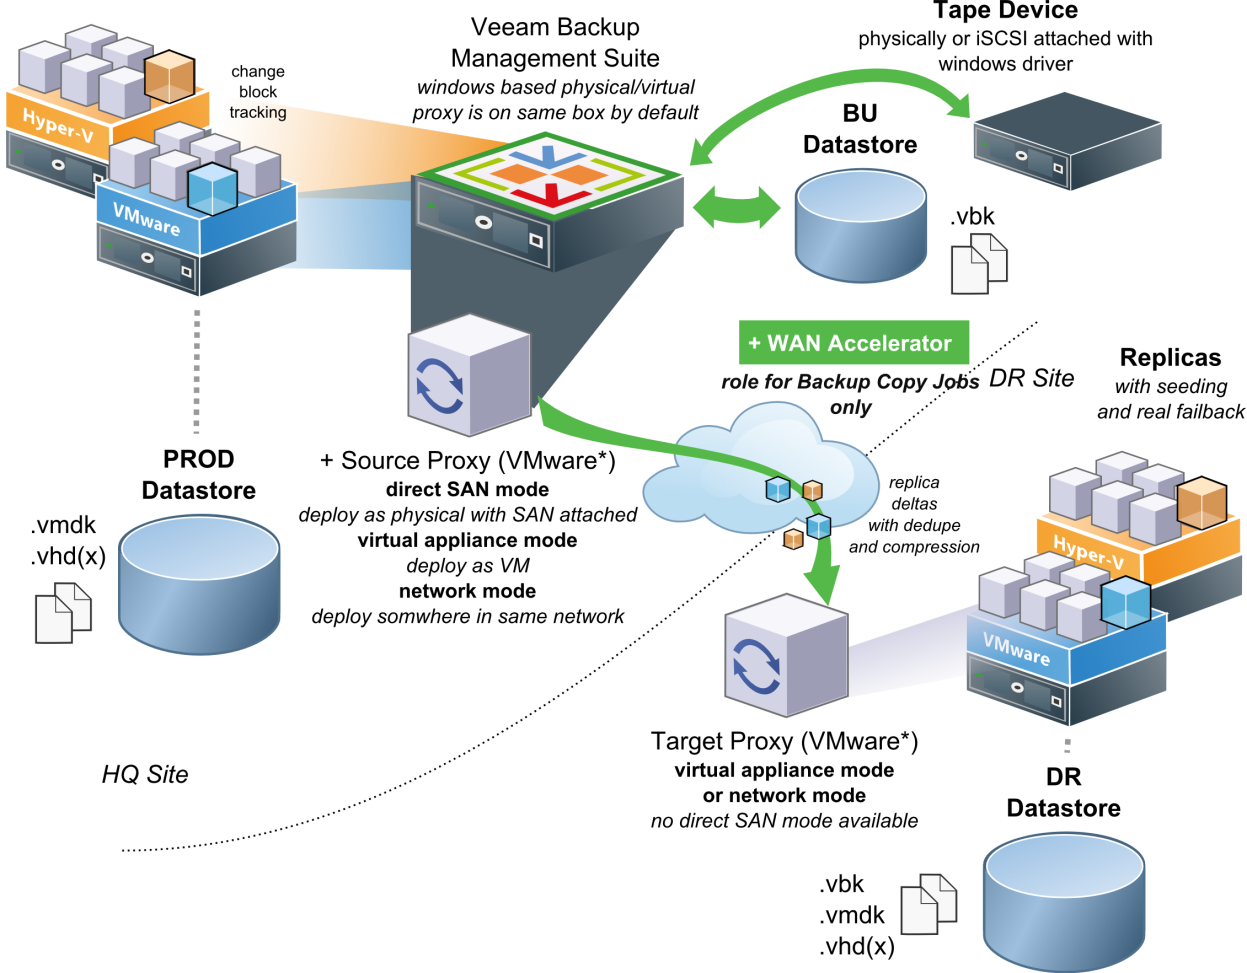 Veeam Backup
Management Suite
windows based physical/virtual
proxy is on same box by default
Tape Device
physically or iSCSI attached with
windows driver
change
block
tracking
Hyper-V
VMware
BU
Datastore
.vbk
+ WAN Accelerator
role for Backup Copy Jobs
only
DR Site
Replicas
with seeding
and real failback
PROD
Datastore
.vmdk
.vhd(x)
+ Source Proxy (VMware*)
direct SAN mode
deploy as physical with SAN attached
virtual appliance mode
deploy as VM
network mode
deploy somwhere in same network
replica
deltas
with dedupe
and compression
Hyper-V
VMware
HQ Site
Target Proxy (VMware*)
virtual appliance mode
or network mode
no direct SAN mode available
DR
Datastore
.vbk
.vmdk
.vhd(x)